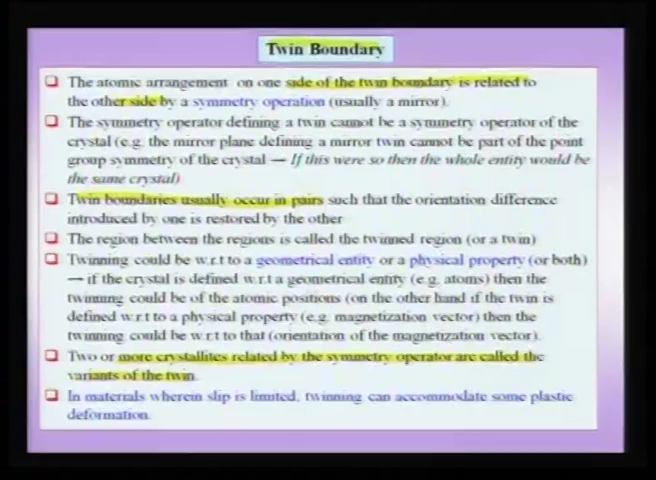 Twin Boundary
The atomic arrangement on one side of the twin boundary is related to
the other side by a symmetry operation (usually a mirror).
The symmetry operator defining a twin cannot be a symmetry operator of the
crystal (e.g. the mirror plane defining a mirror twin cannot be part of the point
group symmetry of the crystal — If this were so then the whole entity would be
the same crystal)
Twin boundaries usually occur in pairs such that the orientation difference
introduced by one is restored by the other
The region between the regions is called the twinned region (or a twin)
Twinning could be w.r.t to a geometrical entity or a physical property (or both)
— if the crystal is defined w.r.t a geometrical entity (e.g. atoms) then the
twinning could be of the atomic positions (on the other hand if the twin is
defined w.r.t to a physical property (e.g. magnetization vector) then the
twinning could be w.r.t to that (orientation of the magnetization vector).
Two or more crystallites related by the symmetry operator are called the
variants of the twin.
In materials wherein slip is limited, twinning can accommodate some plastic
deformation.